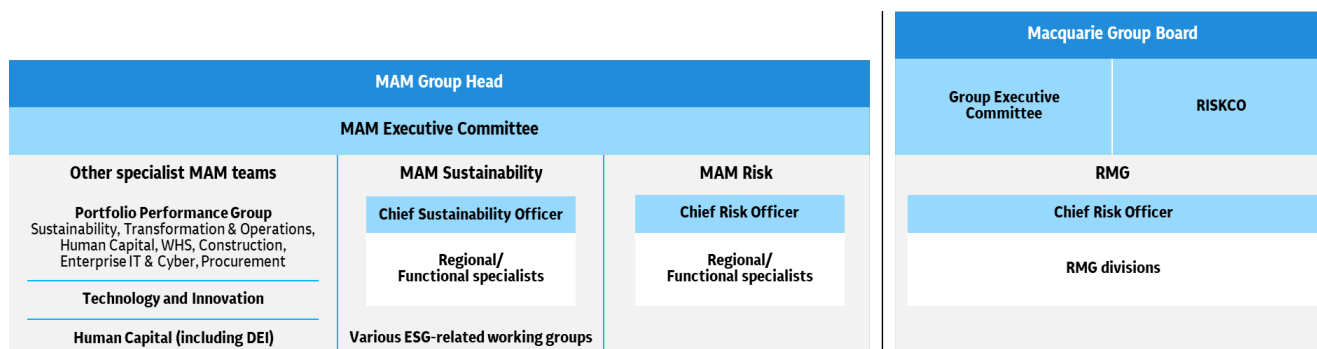 MAM Group Head
MAM Executive Committee
Other specialist MAM teams
Portfolio Performance Group
Sustainability, Transformation & Operations,
Human Capital, WHS, Construction,
Enterprise IT & Cyber, Procurement
Technology and Innovation
Human Capital (including DEI)
MAM Sustainability
Chief Sustainability Officer
Regional/
Functional specialists
Various ESG-related working groups
MAM Risk
Chief Risk Officer
Regional/
Functional specialists
Macquarie Group Board
Group Executive
Committee
RISKCO
RMG
Chief Risk Officer
RMG divisions